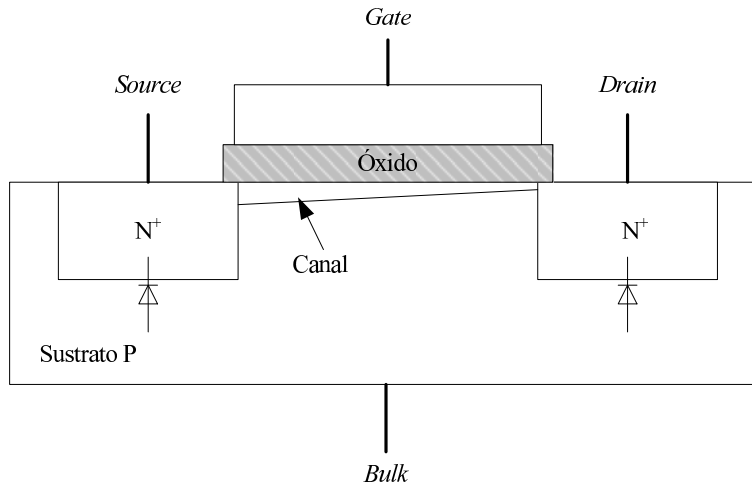 Gate
Source
Drain
Óxido
N+
N+
Canal
Sustrato P
Bulk